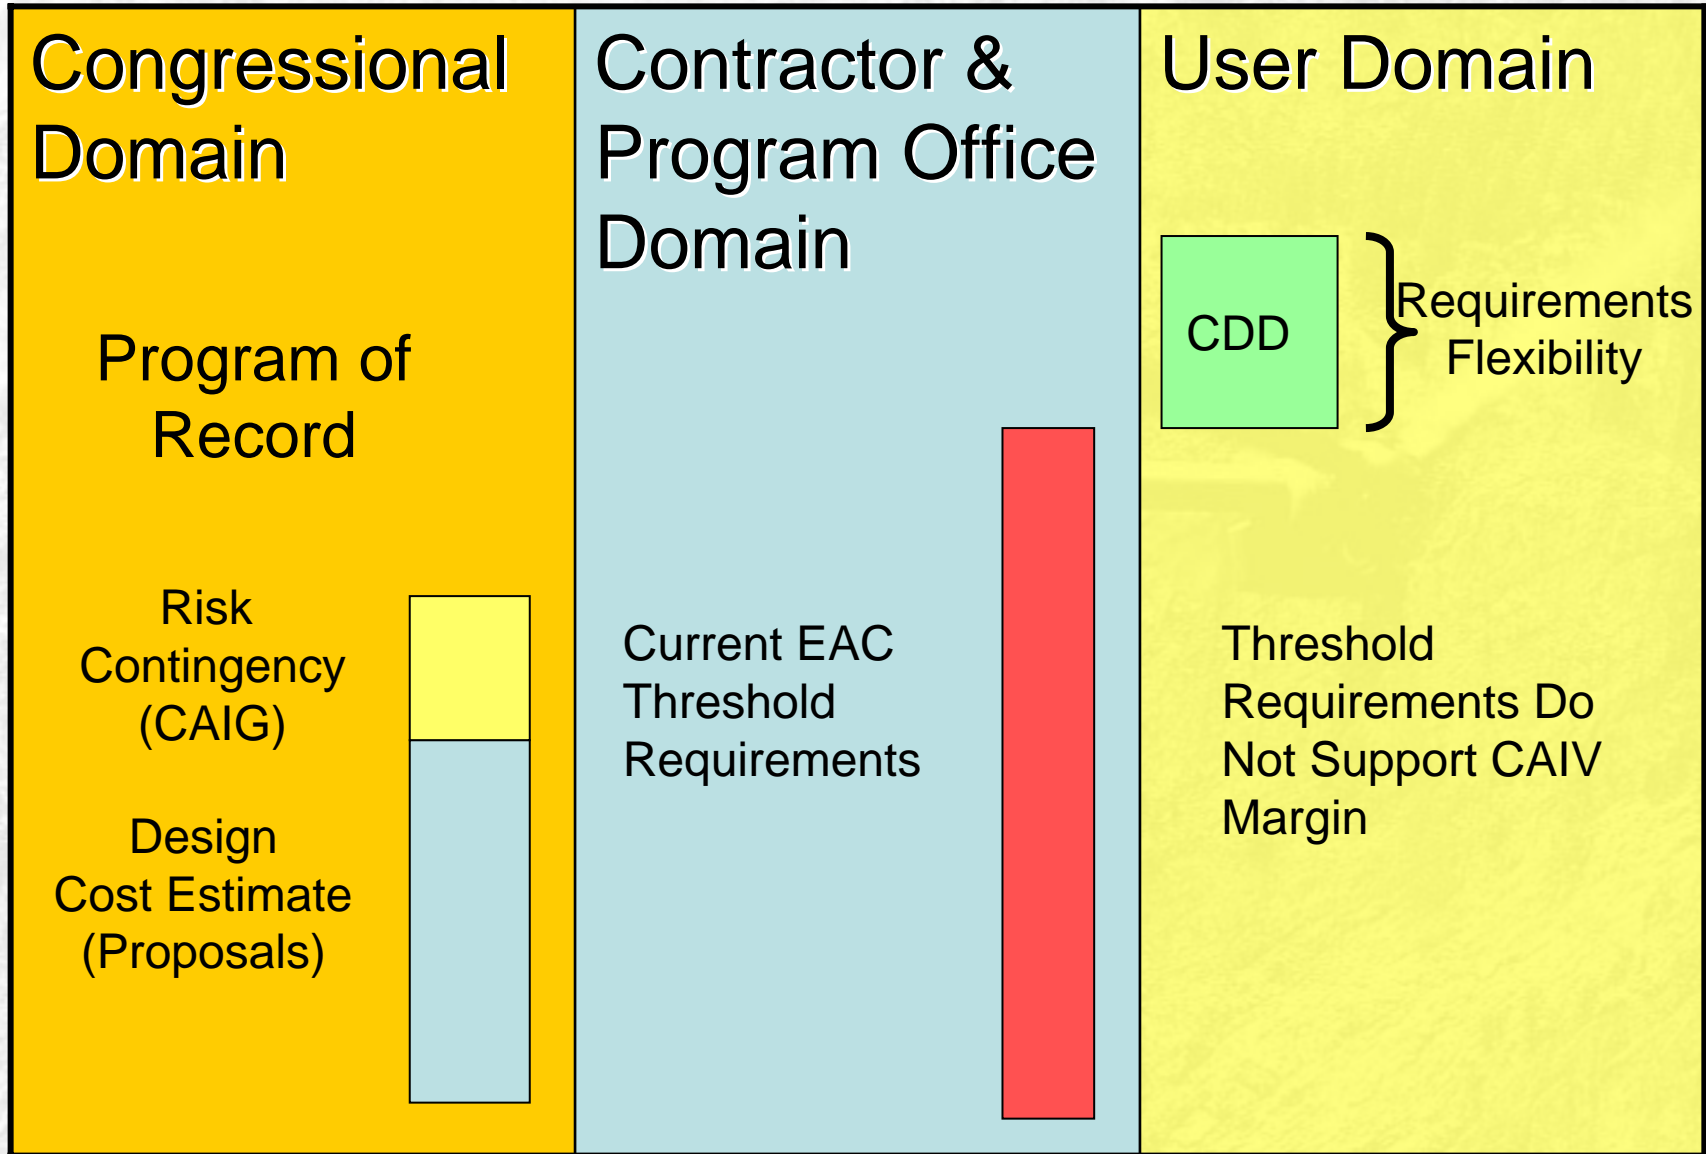 Congressional
Domain
Program of
Record
Risk
Contingency
(CAIG)
Design
Cost Estimate
(Proposals)
Contractor &
Program Office
Domain
Current EAC
Threshold
Requirements
User Domain
CDD
Requirements
Flexibility
Threshold
Requirements Do
Not Support CAIV
Margin